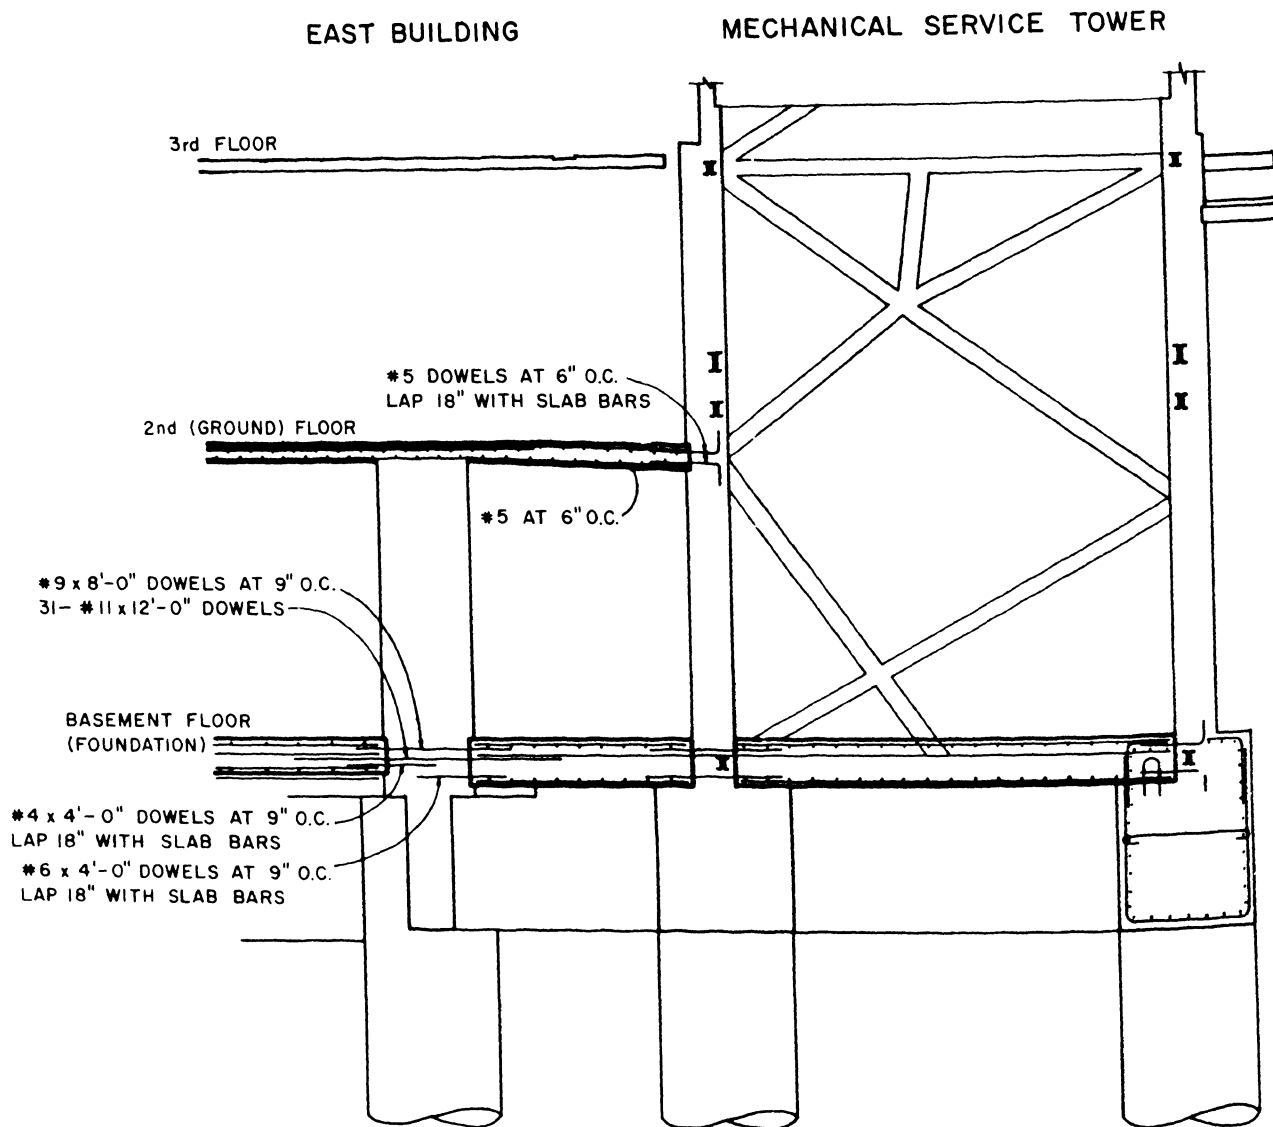 EAST BUILDING
MECHANICAL SERVICE TOWER
3rd FLOOR
#5 DOWELS AT 6" O.C.
LAP 18" WITH SLAB BARS
2nd (GROUND) FLOOR
#5 AT 6" O.C.
#9 x 8'-0" DOWELS AT 9" O.C.
31- #11 x 12'-0" DOWELS
BASEMENT FLOOR
(FOUNDATION)
#4 x 4'-0" DOWELS AT 9" O.C.
LAP 18" WITH SLAB BARS
#6 x 4'-0" DOWELS AT 9" O.C.
LAP 18" WITH SLAB BARS